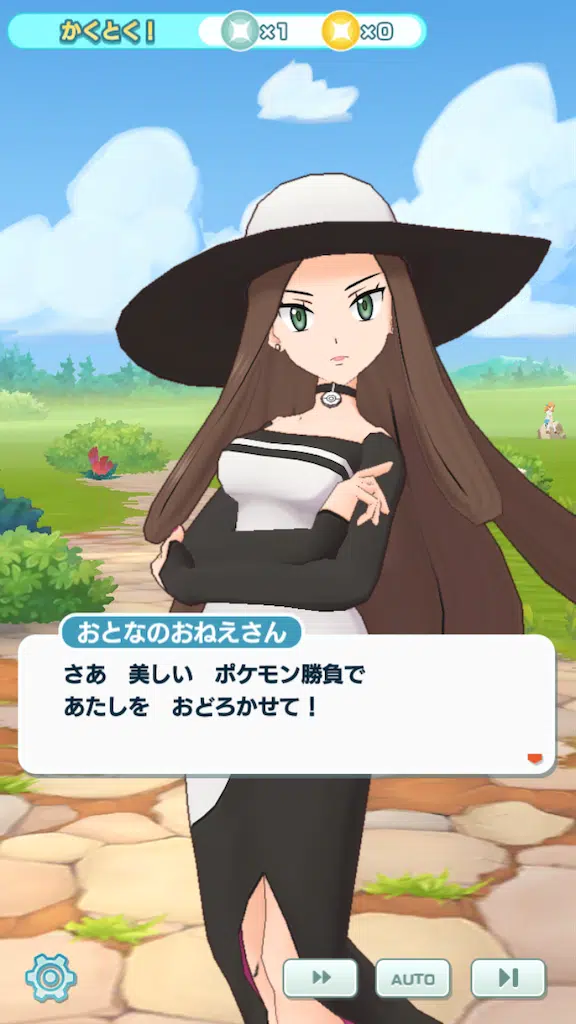 かくとく！ ×1 ×0
おとなのおねえさん
さあ　美しい　ポケモン勝負で
あたしを　おどろかせて！
AUTO